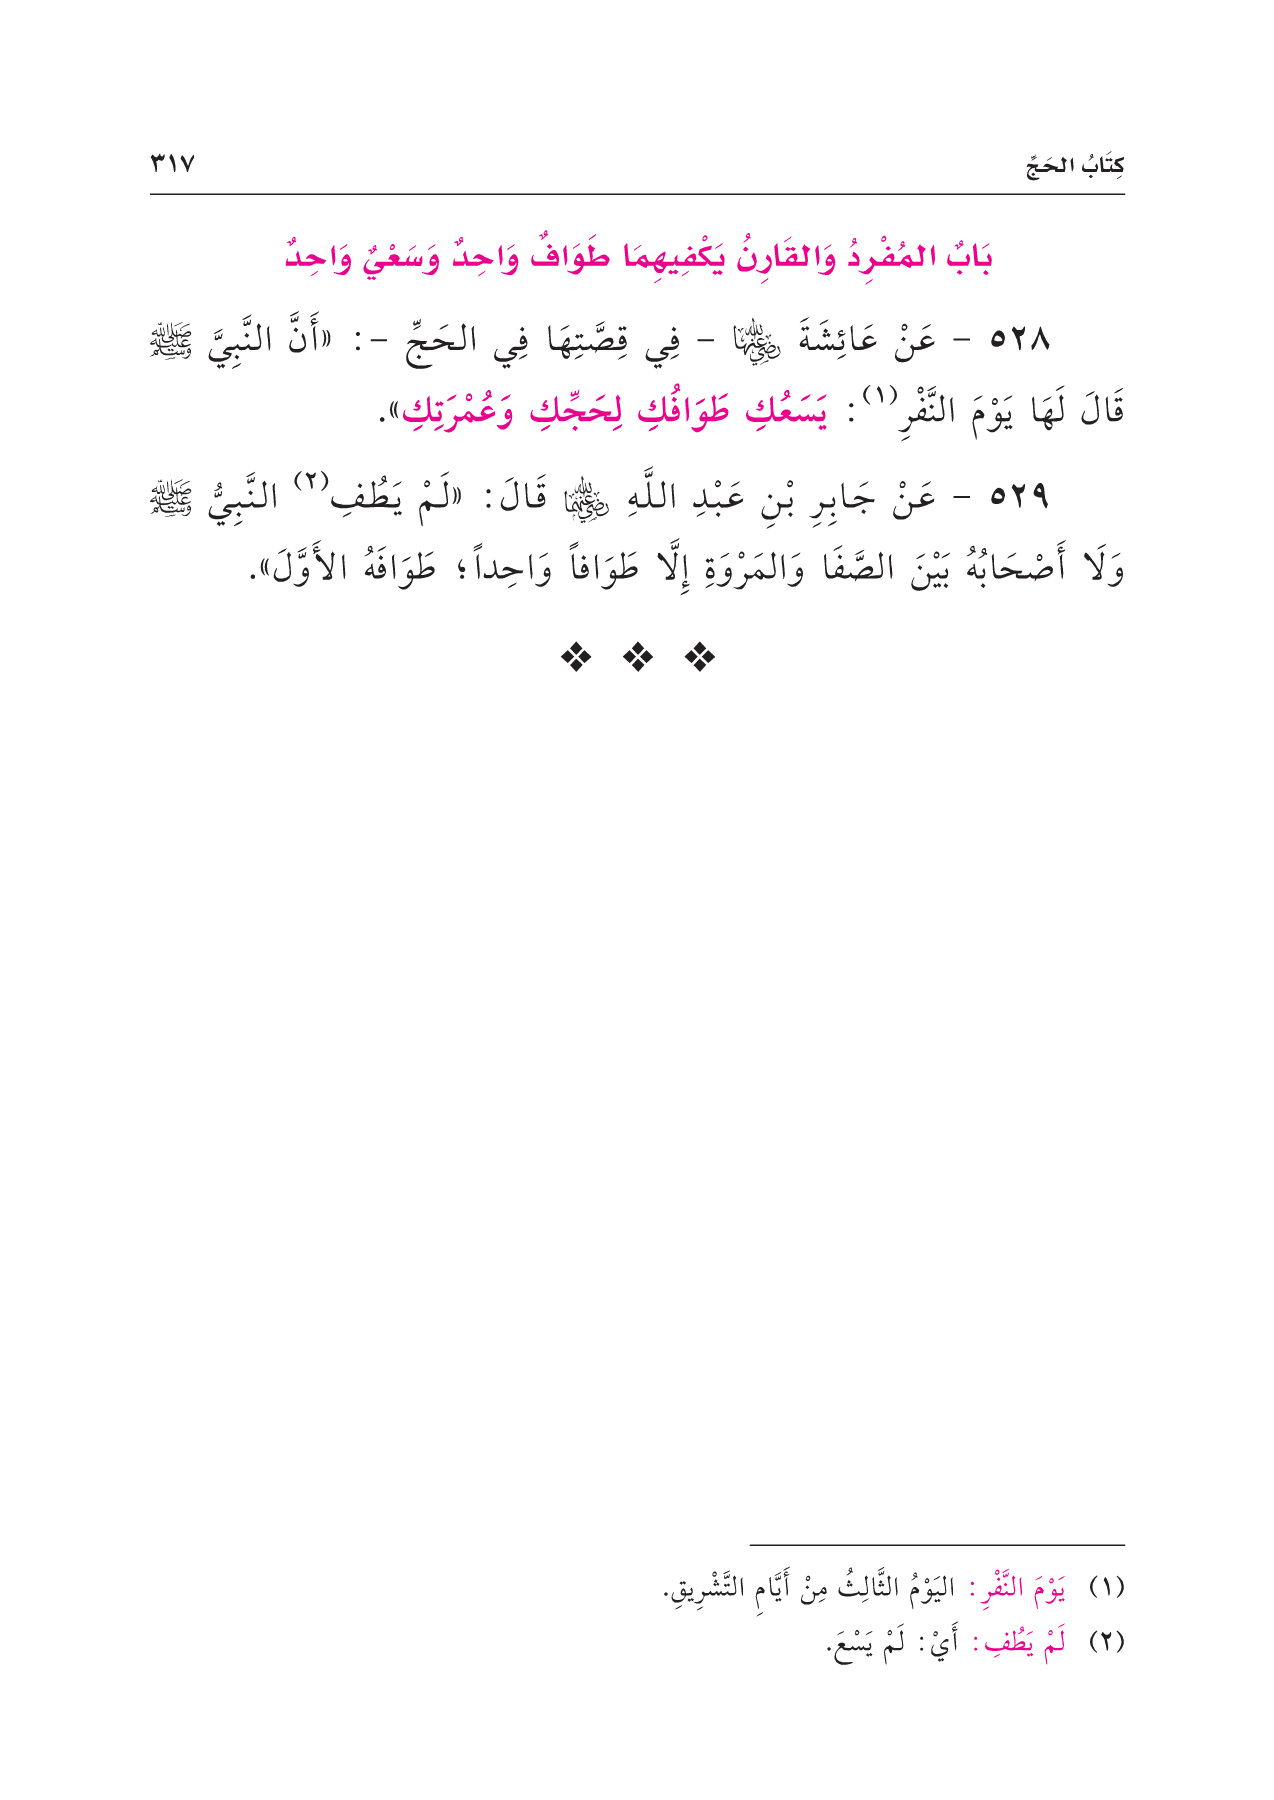 كِتَابُ الحَجِّ ٣١٧
بَابٌ المُفْرِدُ وَالقَارِنُ يَكْفِيهِمَا طَوَافٌ وَاحِدٌ وَسَعْيٌ وَاحِدٌ
٥٢٨ - عَنْ عَائِشَةَ رضي الله عنها - فِي قِصَّتِهَا فِي الحَجِّ -: «أَنَّ النَّبِيَّ ﷺ
قَالَ لَهَا يَوْمَ النَّفْرِ(١): يَسَعُكِ طَوَافُكِ لِحَجِّكِ وَعُمْرَتِكِ».
٥٢٩ - عَنْ جَابِرِ بْنِ عَبْدِ اللَّهِ رضي الله عنهما قَالَ: «لَمْ يَطُفِ(٢) النَّبِيُّ ﷺ
وَلَا أَصْحَابُهُ بَيْنَ الصَّفَا وَالمَرْوَةِ إِلَّا طَوَافاً وَاحِداً؛ طَوَافَهُ الأَوَّلَ».
(١) يَوْمَ النَّفْرِ: اليَوْمُ الثَّالِثُ مِنْ أَيَّامِ التَّشْرِيقِ.
(٢) لَمْ يَطُفِ: أَيْ: لَمْ يَسْعَ.